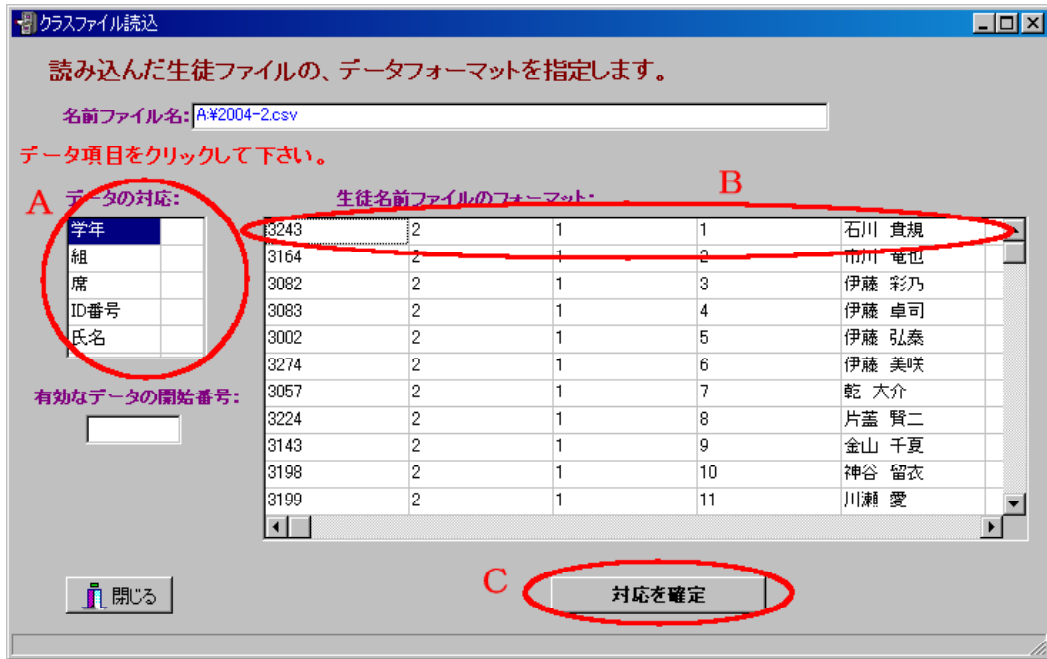 クラスファイル読込
読み込んだ生徒ファイルの、データフォーマットを指定します。
名前ファイル名: A:¥2004-2.csv
データ項目をクリックして下さい。
B
A データの対応: 生徒名前ファイルのフォーマット:
学年 3243 2 1 1 石川 貴規
組 3164 2 1 2 市川 竜也
席 3082 2 1 3 伊藤 彩乃
ID番号 3083 2 1 4 伊藤 卓司
氏名 3002 2 1 5 伊藤 弘泰
3274 2 1 6 伊藤 美咲
有効なデータの開始番号: 3057 2 1 7 乾 大介
3224 2 1 8 片蓋 賢二
3143 2 1 9 金山 千夏
3198 2 1 10 神谷 留衣
3199 2 1 11 川瀬 愛
閉じる C 対応を確定